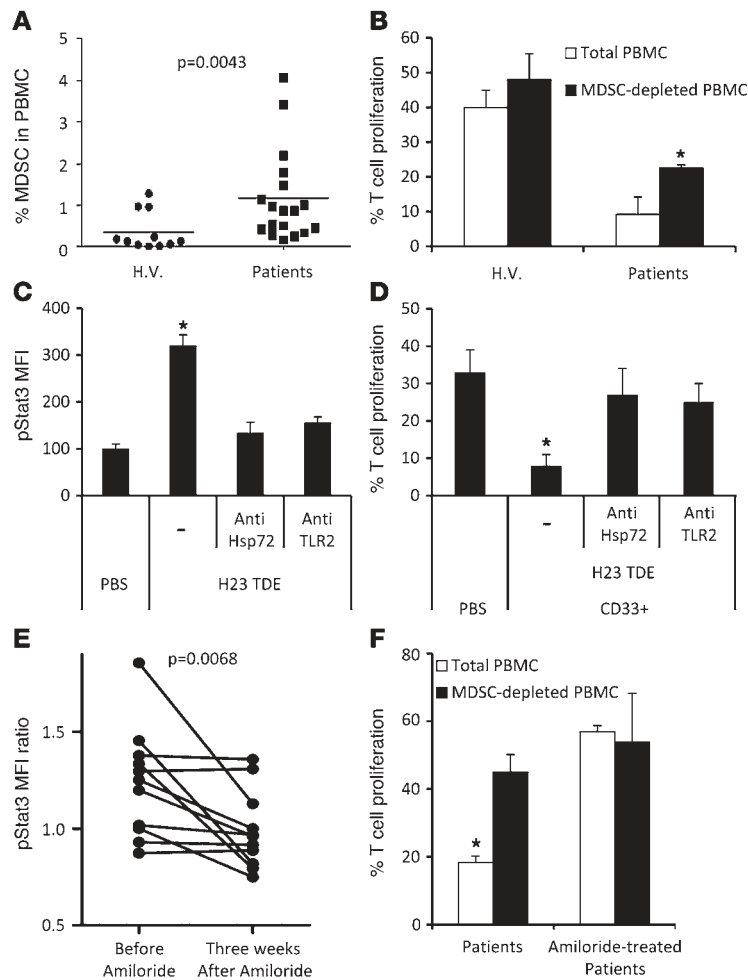 A
p=0.0043
% MDSC in PBMC
5
4
3
2
1
0
H.V.
Patients
B
Total PBMC
MDSC-depleted PBMC
% T cell proliferation
60
50
40
30
20
10
0
*
H.V.
Patients
C
pStat3 MFI
400
300
200
100
0
*
–
Anti
Hsp72
Anti
TLR2
PBS
H23 TDE
D
% T cell proliferation
50
40
30
20
10
0
*
–
Anti
Hsp72
Anti
TLR2
H23 TDE
PBS
CD33+
E
p=0.0068
pStat3 MFI ratio
1.5
1.0
0.5
Before
Amiloride
Three weeks
After Amiloride
F
Total PBMC
MDSC-depleted PBMC
% T cell proliferation
80
60
40
20
0
*
Patients
Amiloride-treated
Patients